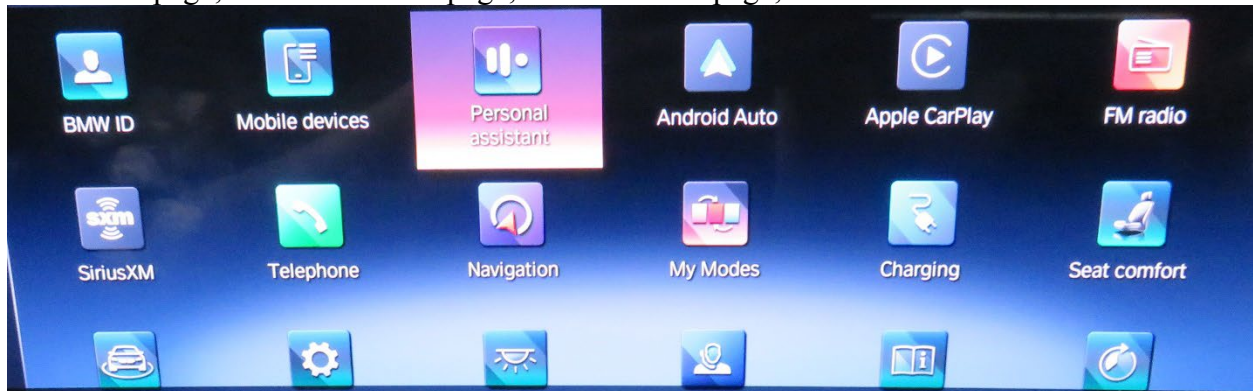 BMW ID
Mobile devices
Personal
assistant
Android Auto
Apple CarPlay
FM radio
sxm
SiriusXM
Telephone
Navigation
My Modes
Charging
Seat comfort